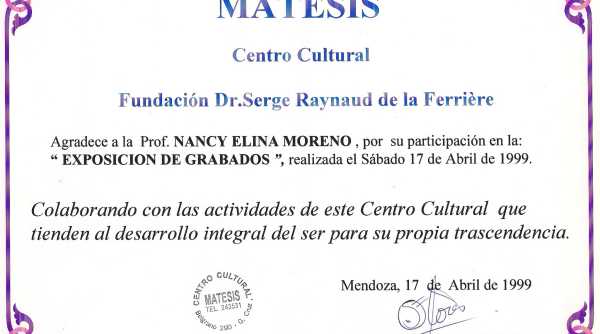 MATESIS
Centro Cultural
Fundación Dr.Serge Raynaud de la Ferrière
Agradece a la Prof. NANCY ELINA MORENO , por su participación en la:
“ EXPOSICION DE GRABADOS ”, realizada el Sábado 17 de Abril de 1999.
Colaborando con las actividades de este Centro Cultural que
tienden al desarrollo integral del ser para su propia trascendencia.
Mendoza, 17 de Abril de 1999
CENTRO CULTURAL
MATESIS
TEL. 243531
Belgrano 290 - G. Cruz